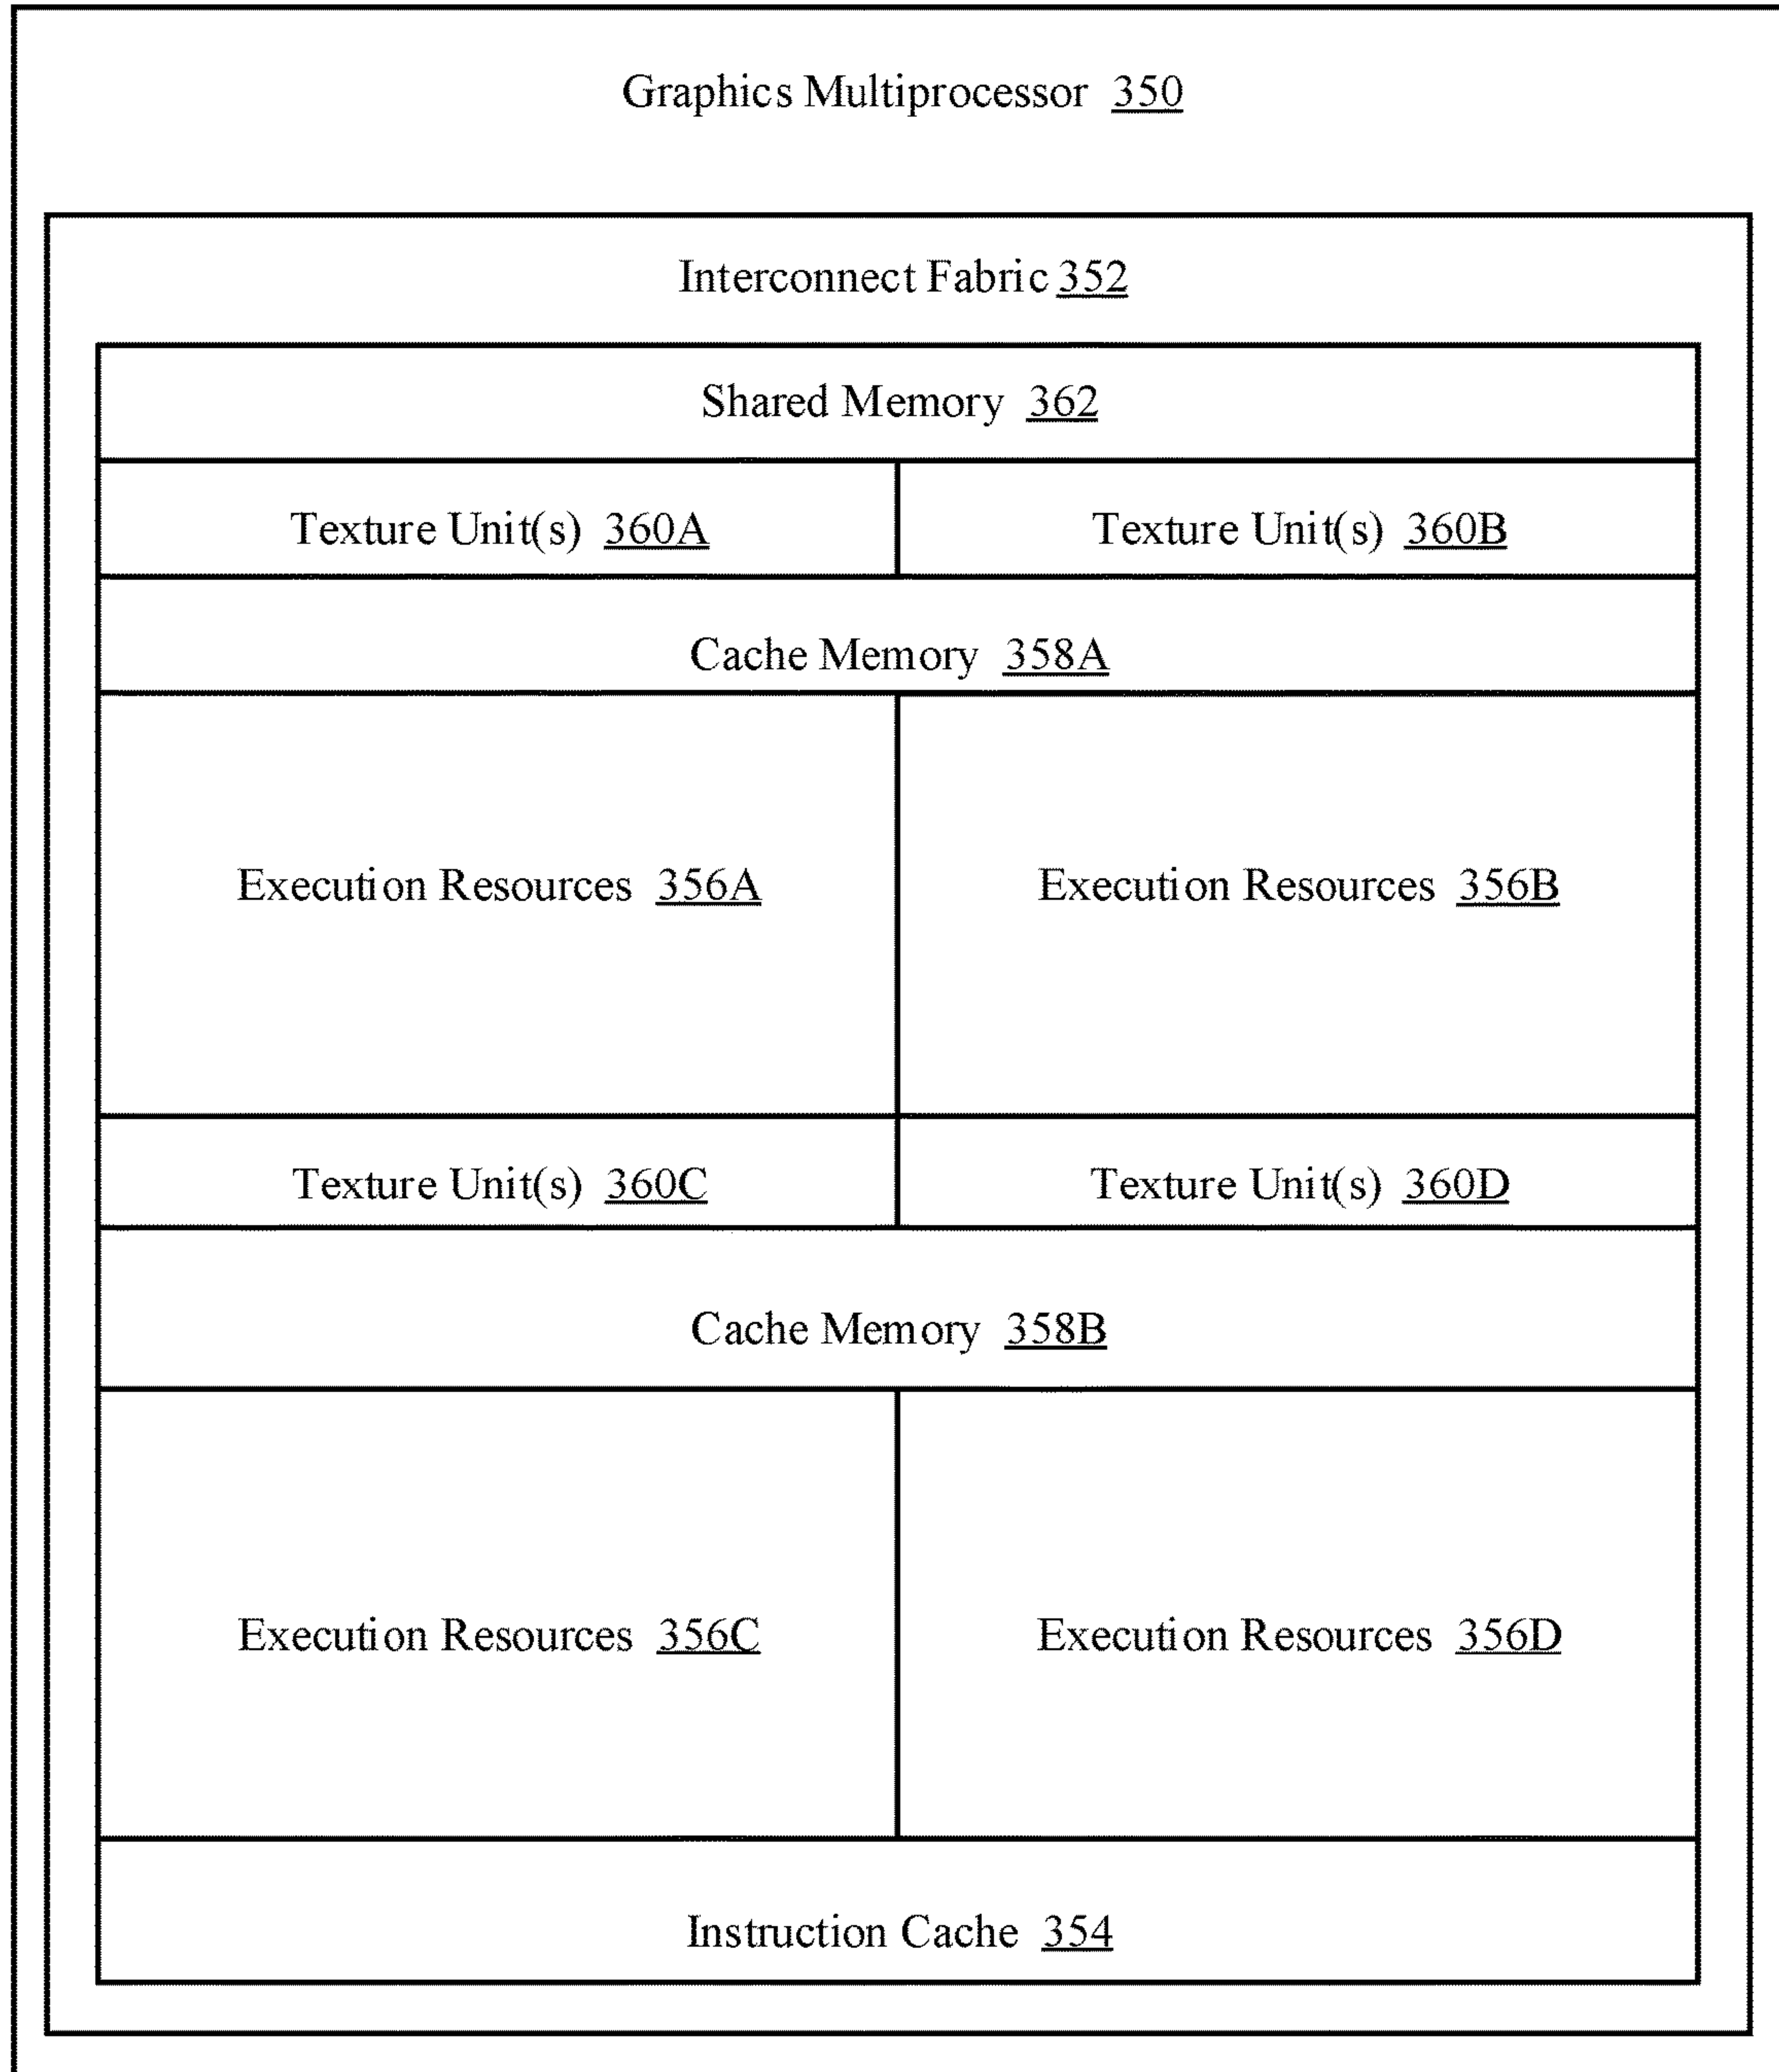 Graphics Multiprocessor 350
Interconnect Fabric 352
Shared Memory 362
Texture Unit(s) 360A
Texture Unit(s) 360B
Cache Memory 358A
Execution Resources 356A
Execution Resources 356B
Texture Unit(s) 360C
Texture Unit(s) 360D
Cache Memory 358B
Execution Resources 356C
Execution Resources 356D
Instruction Cache 354